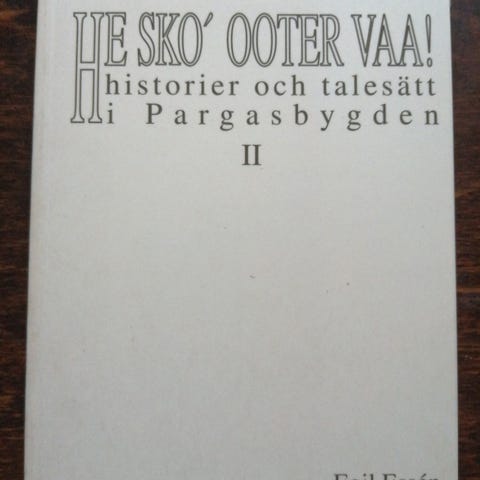 HE SKO´ OOTER VAA!
historier och talesätt
i Pargasbygden
II